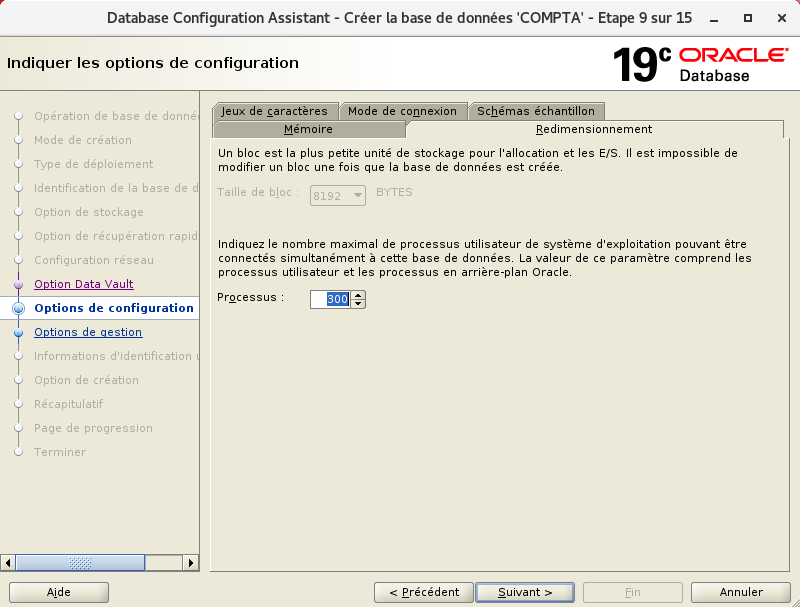 Database Configuration Assistant - Créer la base de données 'COMPTA' - Etape 9 sur 15
Indiquer les options de configuration
19c ORACLE
Database
Opération de base de donné
Mode de création
Type de déploiement
Identification de la base de d
Option de stockage
Option de récupération rapid
Configuration réseau
Option Data Vault
Options de configuration
Options de gestion
Informations d'identification u
Option de création
Récapitulatif
Page de progression
Terminer
Jeux de caractères Mode de connexion Schémas échantillon
Mémoire Redimensionnement
Un bloc est la plus petite unité de stockage pour l'allocation et les E/S. Il est impossible de
modifier un bloc une fois que la base de données est créée.
Taille de bloc : 8192 BYTES
Indiquez le nombre maximal de processus utilisateur de système d'exploitation pouvant être
connectés simultanément à cette base de données. La valeur de ce paramètre comprend les
processus utilisateur et les processus en arrière-plan Oracle.
Processus : 300
Aide < Précédent Suivant > Fin Annuler